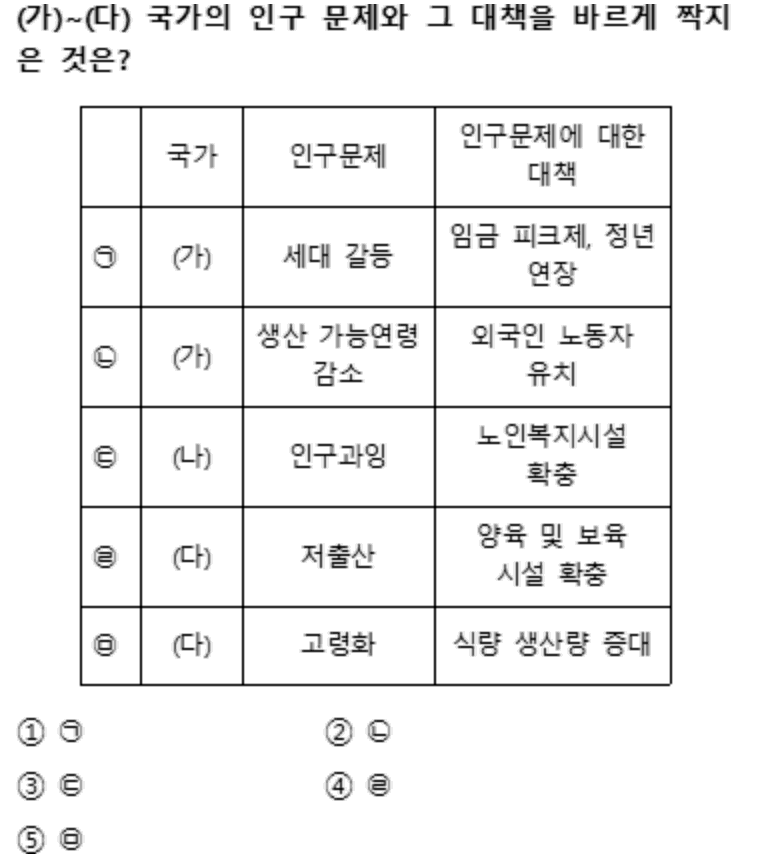 (가)~(다) 국가의 인구 문제와 그 대책을 바르게 짝지
은 것은?
국가 인구문제 인구문제에 대한
대책
㉠ (가) 세대 갈등 임금 피크제, 정년
연장
㉡ (가) 생산 가능연령
감소 외국인 노동자
유치
㉢ (나) 인구과잉 노인복지시설
확충
㉣ (다) 저출산 양육 및 보육
시설 확충
㉤ (다) 고령화 식량 생산량 증대
① ㉠ ② ㉡
③ ㉢ ④ ㉣
⑤ ㉤